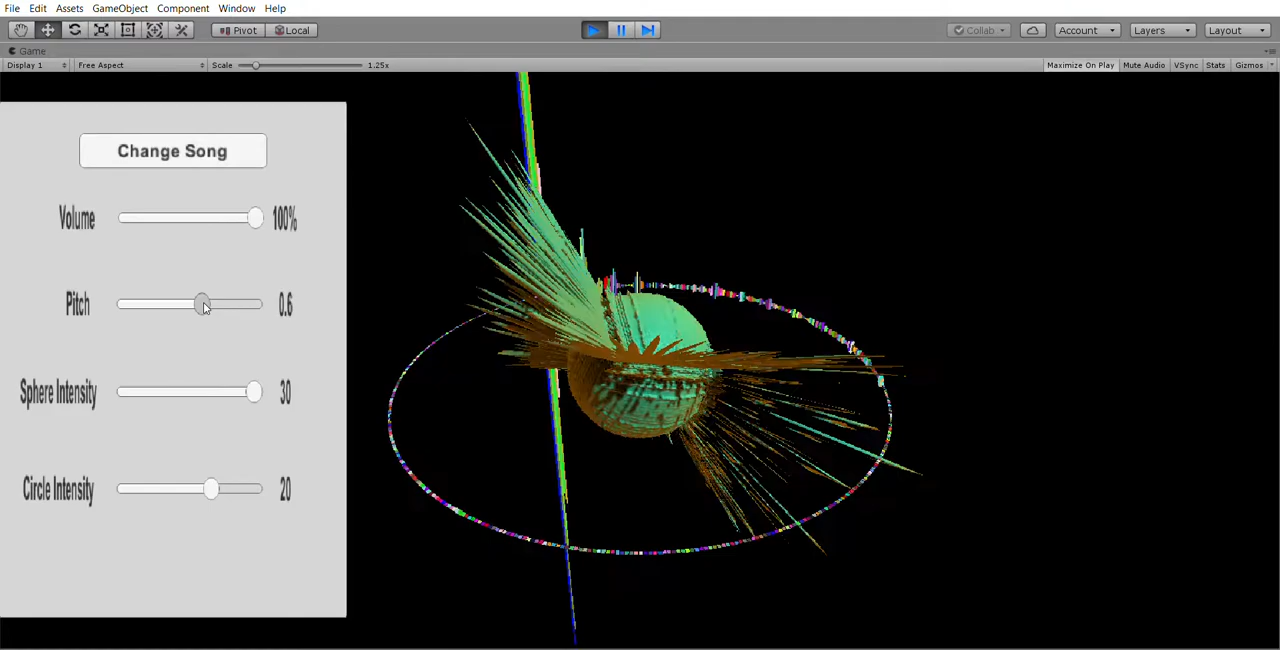 File Edit Assets GameObject Component Window Help
Pivot Local Collab Account Layers Layout
Game
Display 1 Free Aspect Scale 1.25x Maximize On Play Mute Audio VSync Stats Gizmos
Change Song
Volume 100%
Pitch 0.6
Sphere Intensity 30
Circle Intensity 20